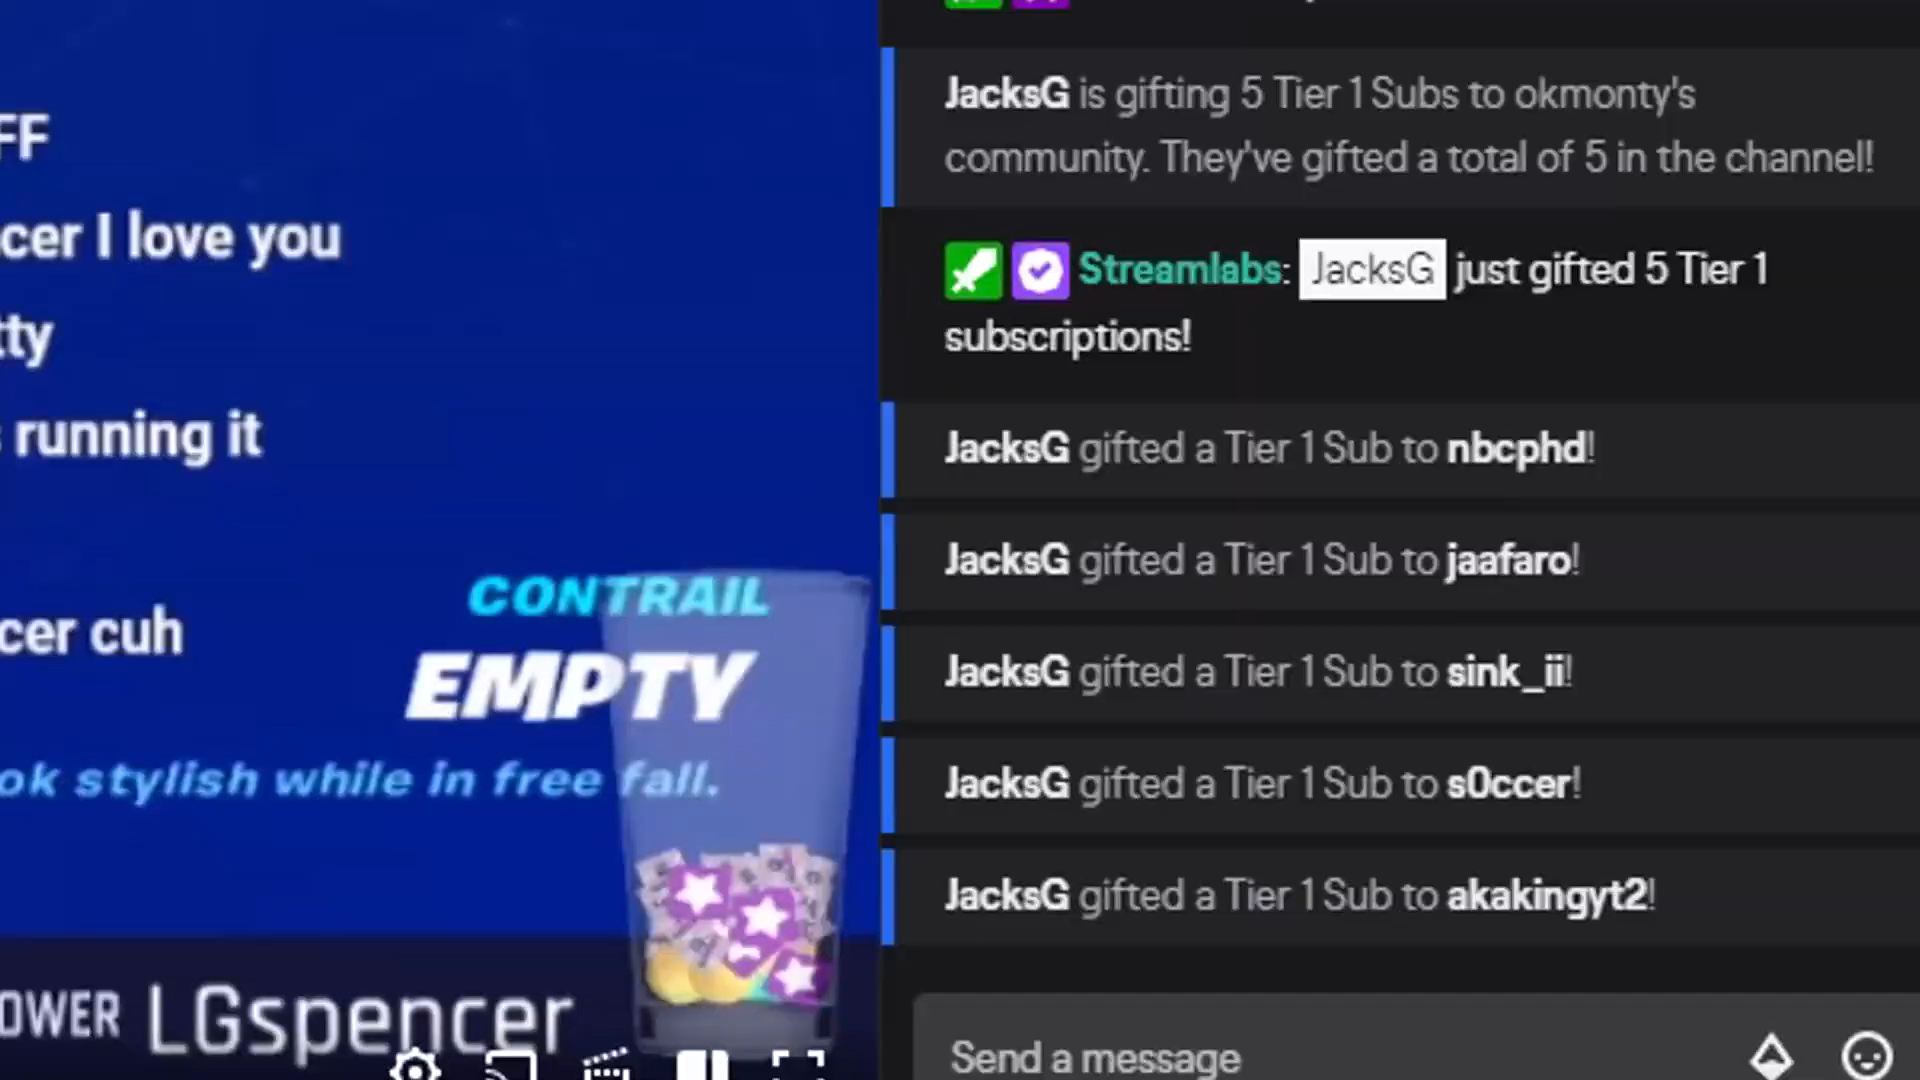 FF
cer I love you
tty
running it
cer cuh
CONTRAIL
EMPTY
ok stylish while in free fall.
OWER LGspencer
JacksG is gifting 5 Tier 1 Subs to okmonty's
community. They've gifted a total of 5 in the channel!
Streamlabs: JacksG just gifted 5 Tier 1
subscriptions!
JacksG gifted a Tier 1 Sub to nbcphd!
JacksG gifted a Tier 1 Sub to jaafaro!
JacksG gifted a Tier 1 Sub to sink_ii!
JacksG gifted a Tier 1 Sub to s0ccer!
JacksG gifted a Tier 1 Sub to akakingyt2!
Send a message